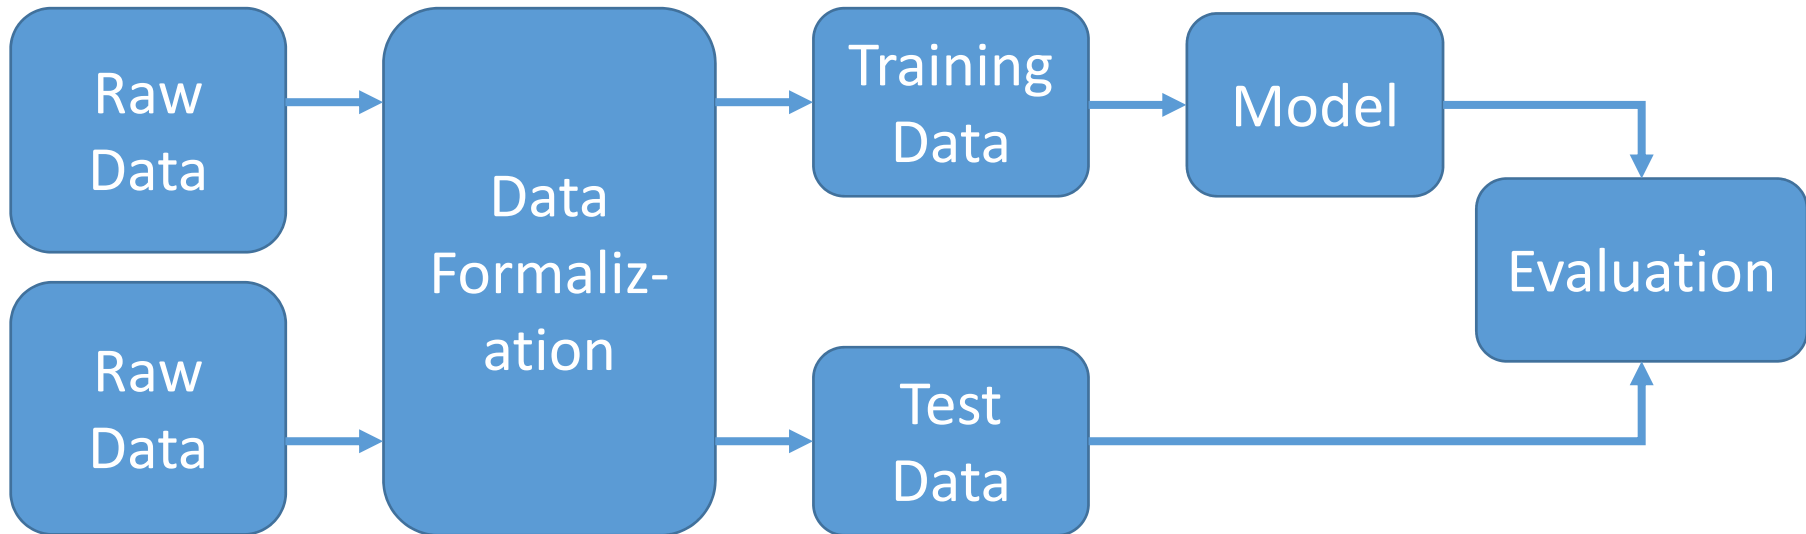 Raw
Data
Raw
Data
Data
Formaliz-
ation
Training
Data
Test
Data
Model
Evaluation